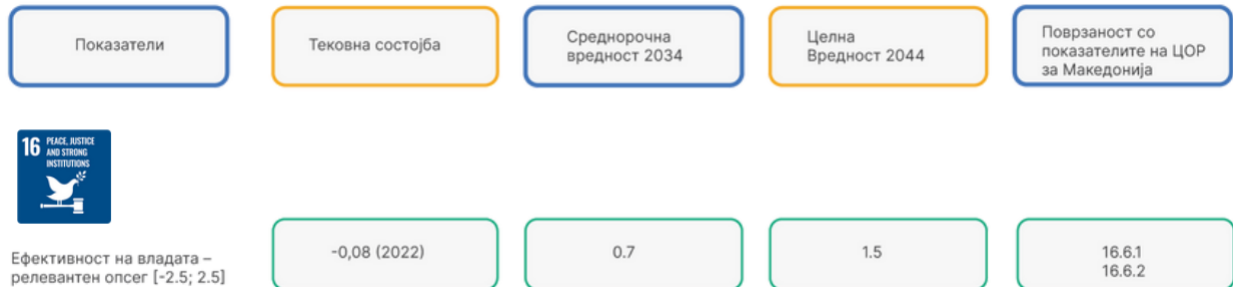 Показатели
Тековна состојба
Среднорочна
вредност 2034
Целна
Вредност 2044
Поврзаност со
показателите на ЦОР
за Македонија
16 PEACE, JUSTICE
AND STRONG
INSTITUTIONS
Ефективност на владата –
релевантен опсег [-2.5; 2.5]
-0,08 (2022)
0.7
1.5
16.6.1
16.6.2